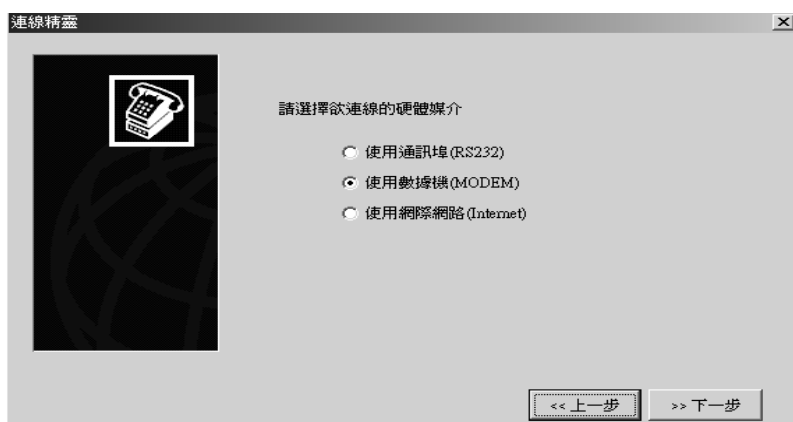 連線精靈
請選擇欲連線的硬體媒介
使用通訊埠(RS232)
使用數據機(MODEM)
使用網際網路(Internet)
<< 上一步
>> 下一步